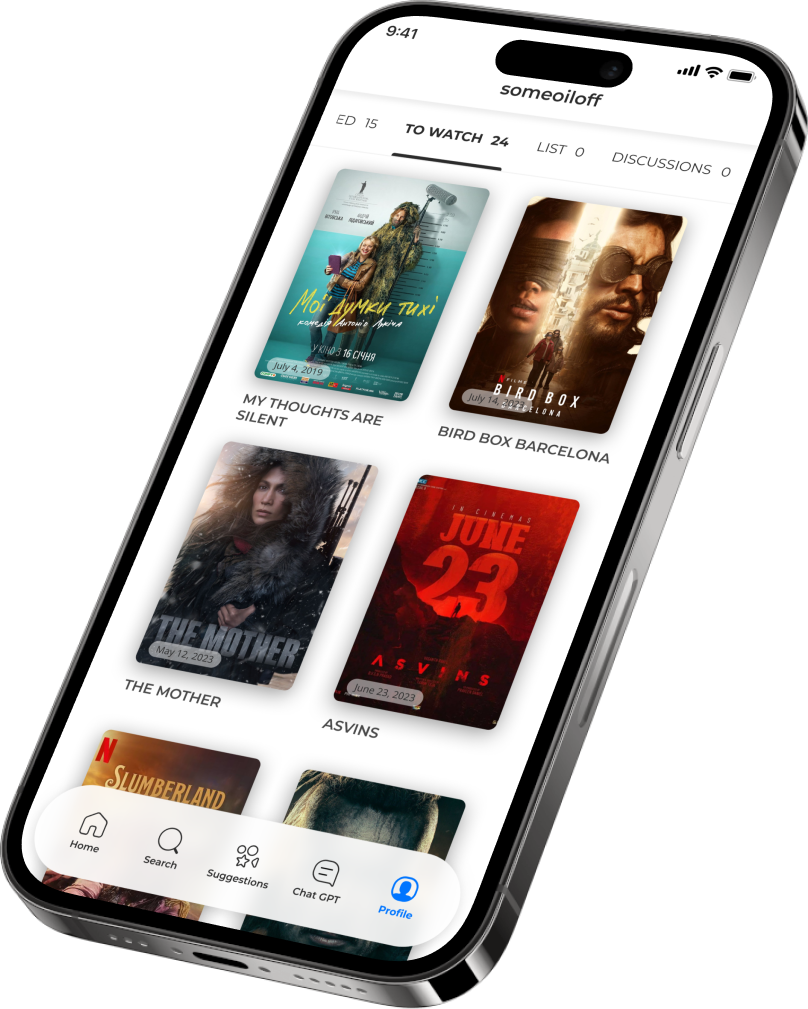 9:41
someoiloff
ED 15 TO WATCH 24 LIST 0 DISCUSSIONS 0
Мої думки тихі
комедія Антоніо Лукіча
У КІНО З 16 СІЧНЯ
July 4, 2019
MY THOUGHTS ARE
SILENT
N FILM
BIRD BOX
BARCELONA
July 14, 2023
BIRD BOX BARCELONA
THE MOTHER
May 12, 2023
THE MOTHER
IN CINEMAS
JUNE
23
ASVINS
June 23, 2023
ASVINS
N
SLUMBERLAND
Home
Search
Suggestions
Chat GPT
Profile